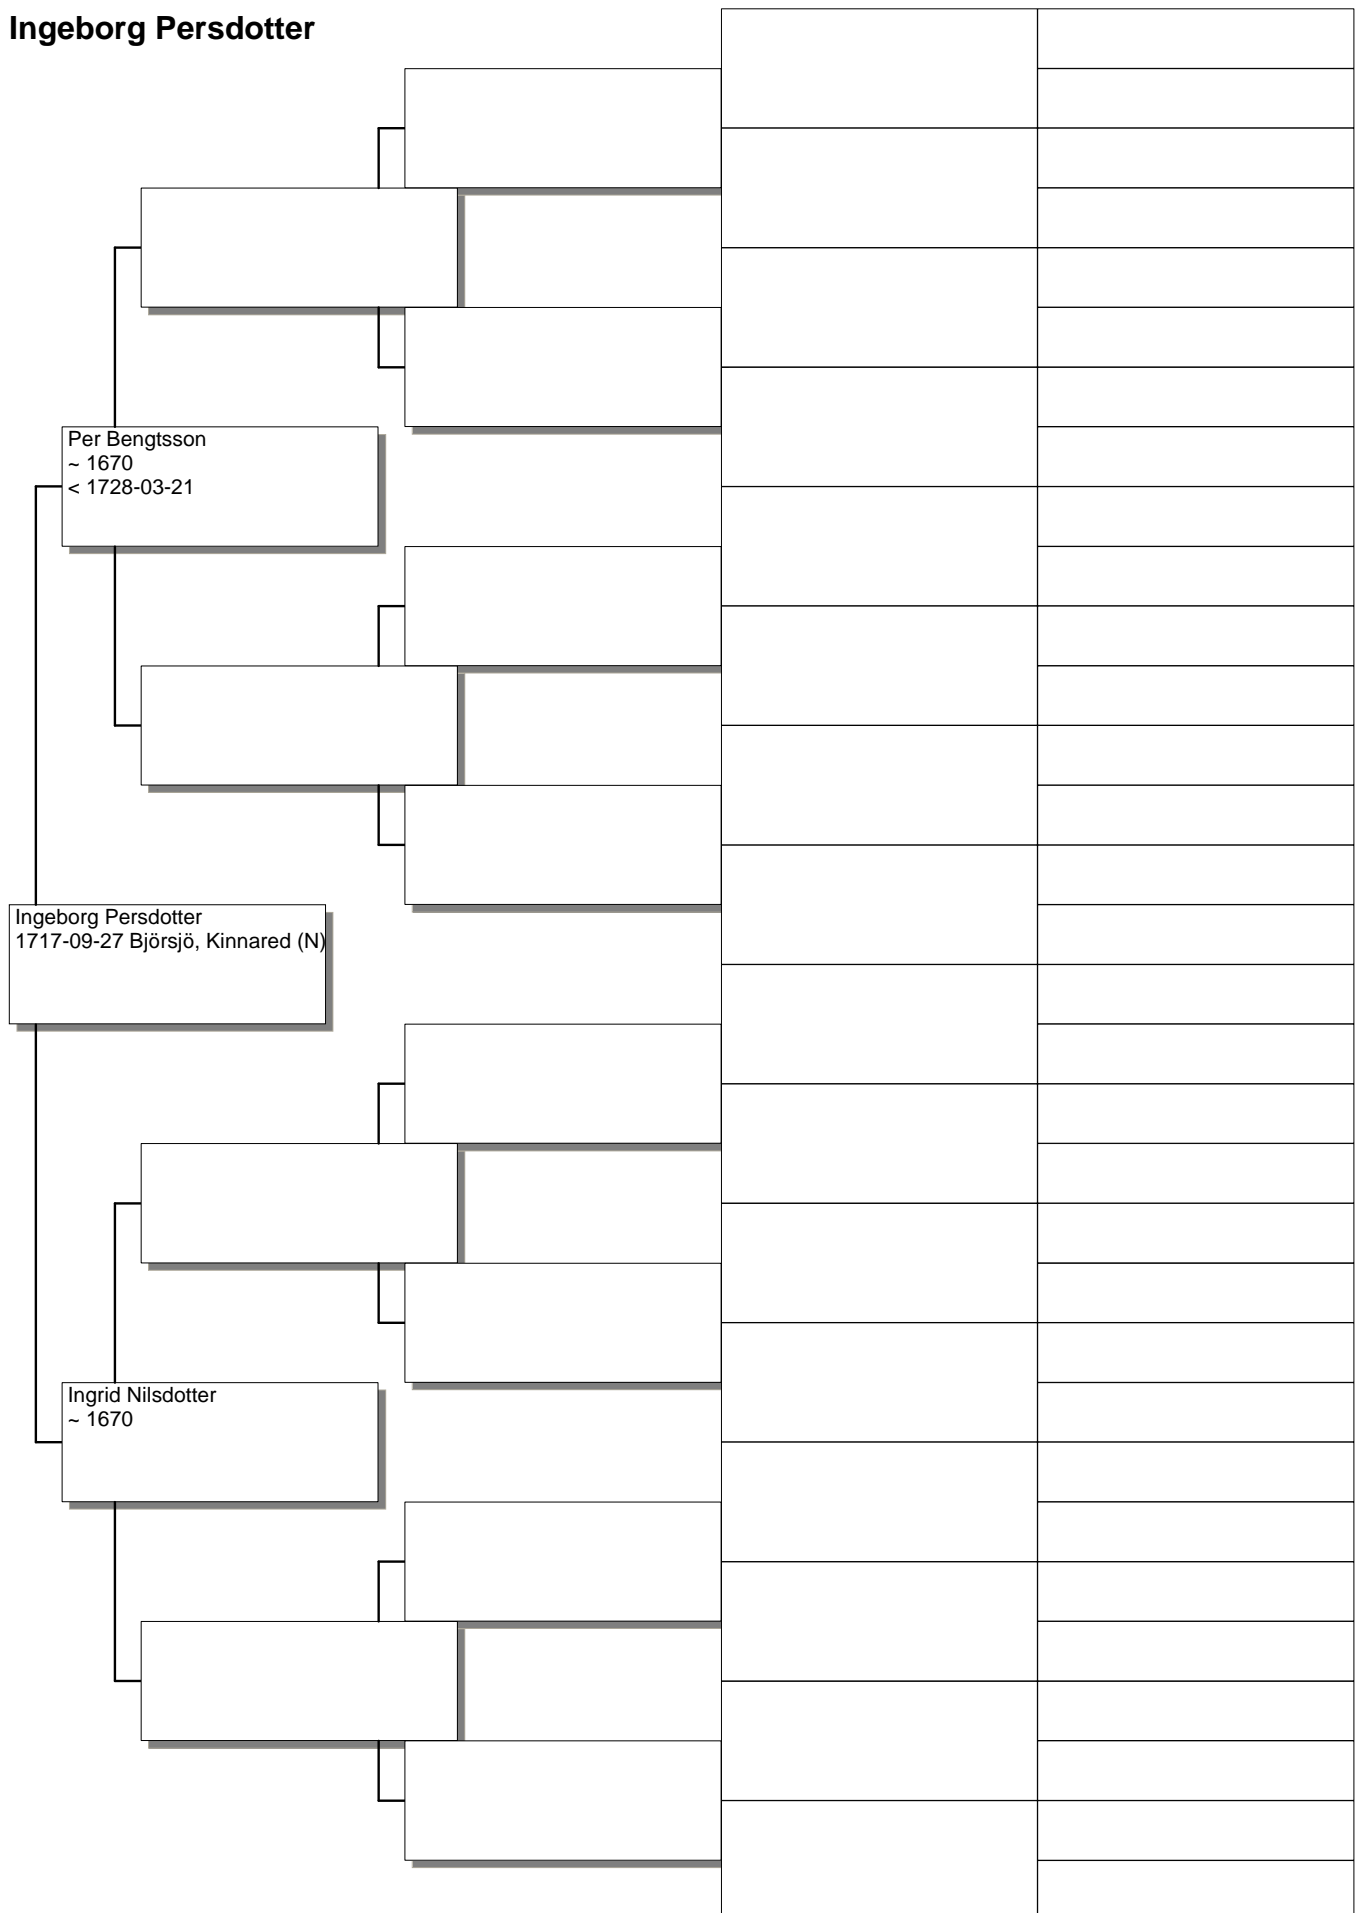 Ingeborg Persdotter
Per Bengtsson
~ 1670
< 1728-03-21
Ingeborg Persdotter
1717-09-27 Björsjö, Kinnared (N)
Ingrid Nilsdotter
~ 1670